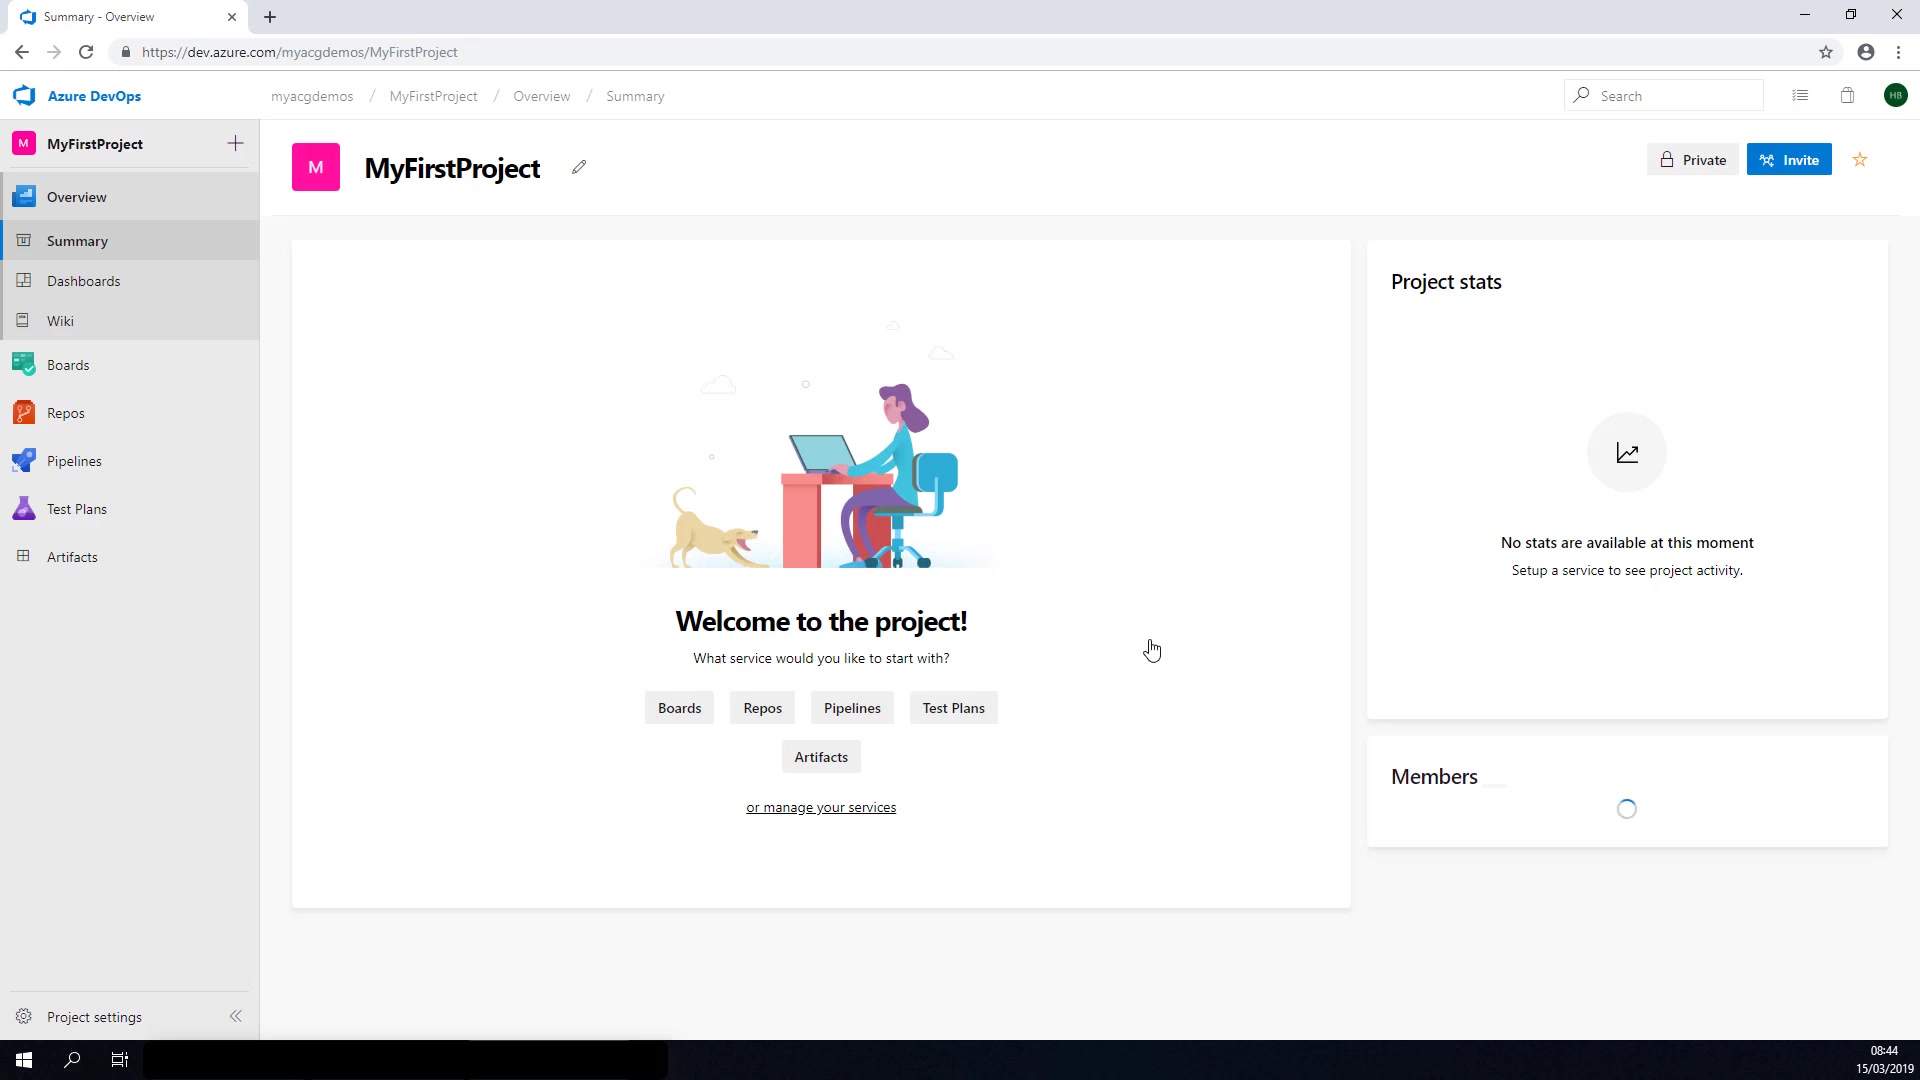 Summary - Overview
https://dev.azure.com/myacgdemos/MyFirstProject
Azure DevOps
myacgdemos / MyFirstProject / Overview / Summary
Search
HB
M MyFirstProject
Overview
Summary
Dashboards
Wiki
Boards
Repos
Pipelines
Test Plans
Artifacts
Project settings
M MyFirstProject
Private
Invite
Welcome to the project!
What service would you like to start with?
Boards Repos Pipelines Test Plans
Artifacts
or manage your services
Project stats
No stats are available at this moment
Setup a service to see project activity.
Members
08:44
15/03/2019